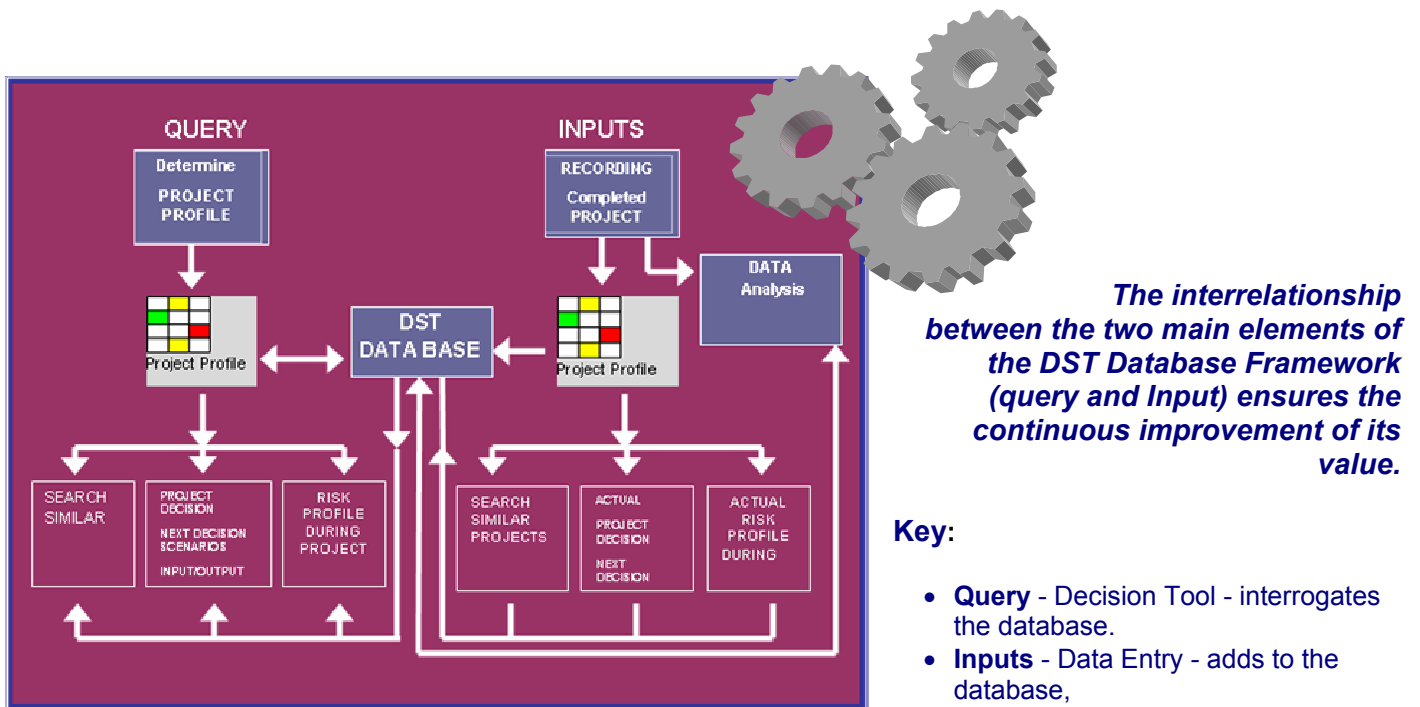 QUERY
Determine
PROJECT
PROFILE
INPUTS
RECORDING
Completed
PROJECT
DATA
Analysis
Project Profile
DST
DATA BASE
Project Profile
SEARCH
SIMILAR
PROJECT
DECISION
NEXT DECISION
SCENARIOS
INPUT/OUTPUT
RISK
PROFILE
DURING
PROJECT
SEARCH
SIMILAR
PROJECTS
ACTUAL
PROJECT
DECISION
NEXT
DECISION
ACTUAL
RISK
PROFILE
DURING
The interrelationship
between the two main elements of
the DST Database Framework
(query and Input) ensures the
continuous improvement of its
value.
Key:
• Query - Decision Tool - interrogates
the database.
• Inputs - Data Entry - adds to the
database,